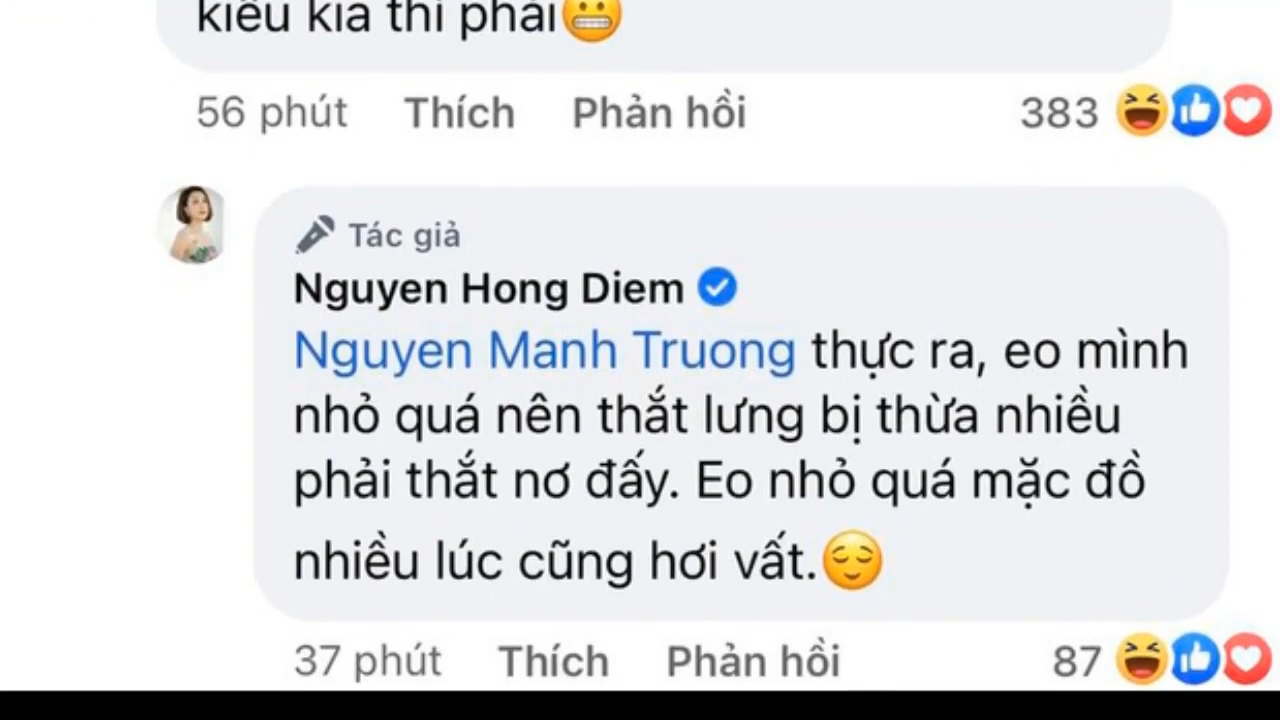 kiểu kia thì phải😬
56 phút Thích Phản hồi 383
Tác giả
Nguyen Hong Diem
Nguyen Manh Truong thực ra, eo mình
nhỏ quá nên thắt lưng bị thừa nhiều
phải thắt nơ đấy. Eo nhỏ quá mặc đồ
nhiều lúc cũng hơi vất.😌
37 phút Thích Phản hồi 87